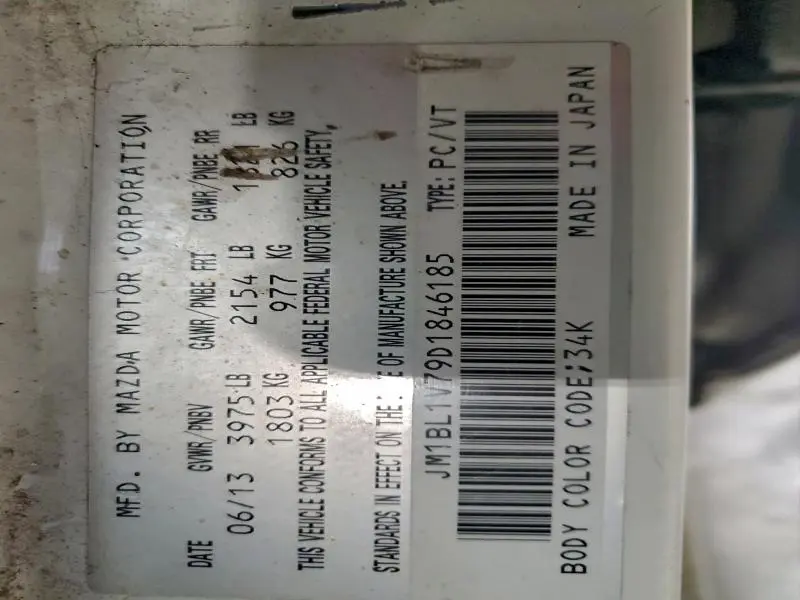 MFD. BY MAZDA MOTOR CORPORATION
DATE GVWR/PNBV GAWR/PNBE FRT GAWR/PNBE RR
06/13 3975 LB 2154 LB LB
1803 KG 977 KG 826 KG
THIS VEHICLE CONFORMS TO ALL APPLICABLE FEDERAL MOTOR VEHICLE SAFETY,
STANDARDS IN EFFECT ON THE OF MANUFACTURE SHOWN ABOVE.
JM1BL1V79D1846185 TYPE: PC/VT
BODY COLOR CODE:34K MADE IN JAPAN